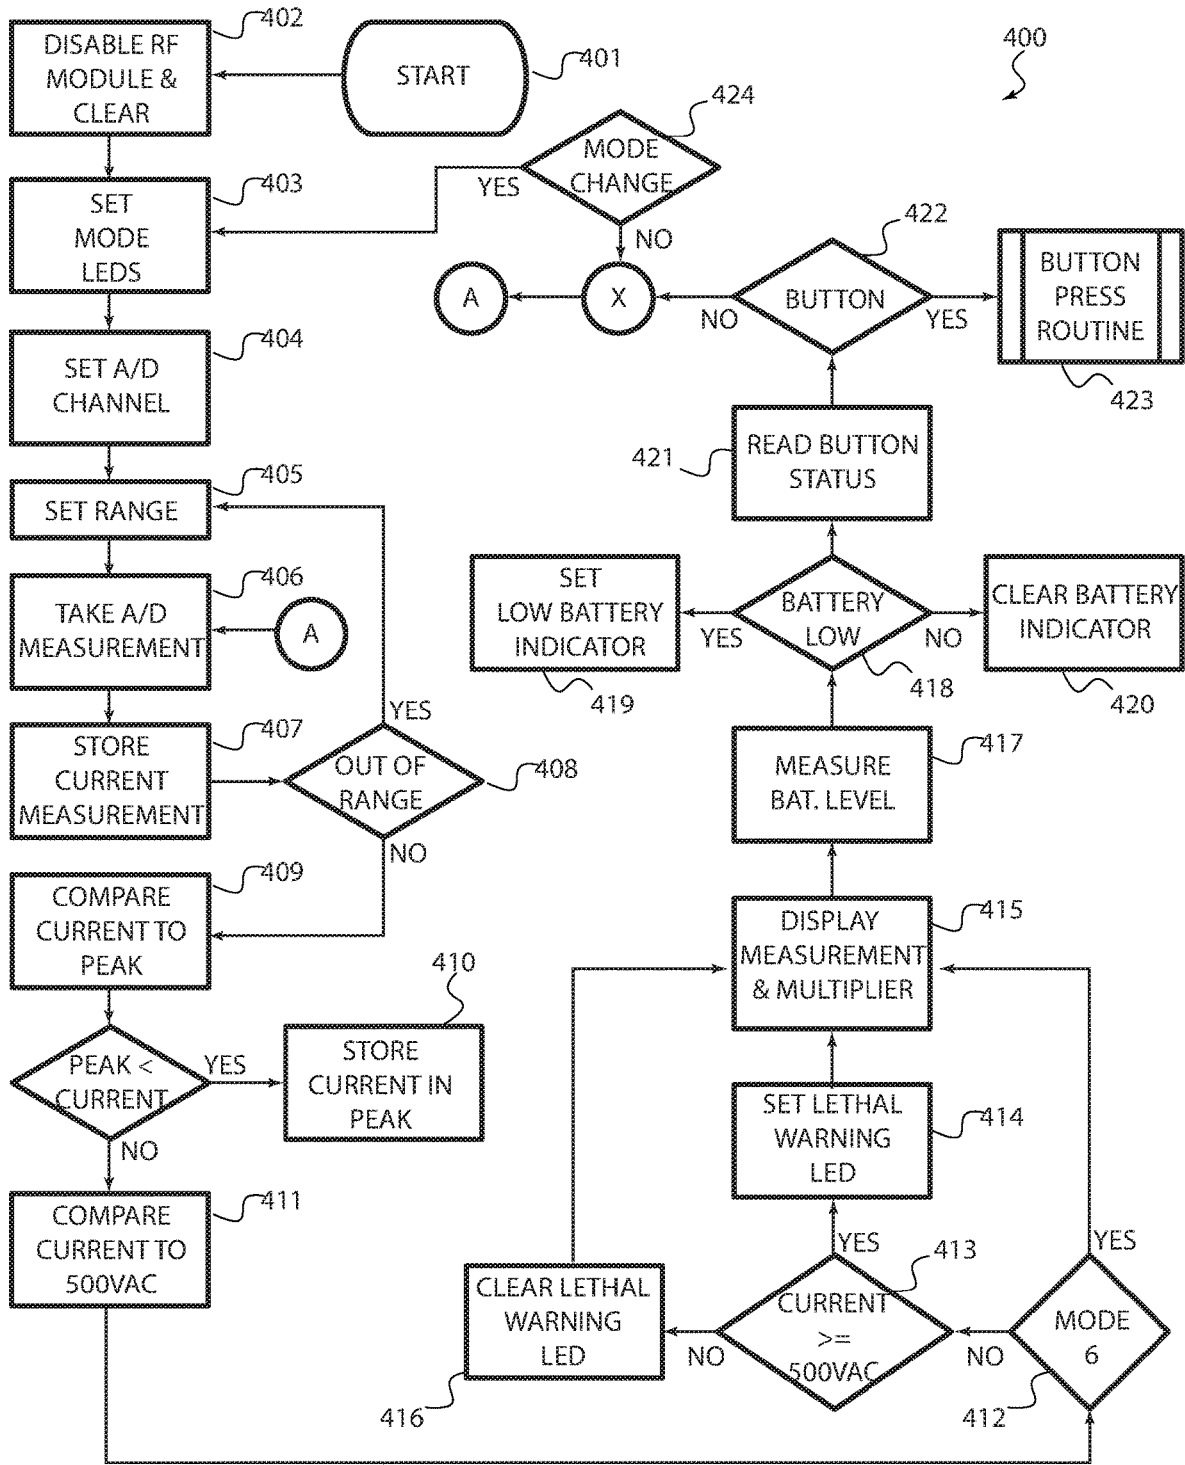 DISABLE RF
MODULE &
CLEAR
402
START
401
400
424
MODE
CHANGE
YES
NO
SET
MODE
LEDS
403
A
X
422
BUTTON
NO
YES
BUTTON
PRESS
ROUTINE
423
SET A/D
CHANNEL
404
READ BUTTON
STATUS
421
SET RANGE
405
TAKE A/D
MEASUREMENT
406
A
SET
LOW BATTERY
INDICATOR
419
BATTERY
LOW
YES
NO
418
CLEAR BATTERY
INDICATOR
420
STORE
CURRENT
MEASUREMENT
407
YES
OUT OF
RANGE
408
NO
MEASURE
BAT. LEVEL
417
COMPARE
CURRENT TO
PEAK
409
DISPLAY
MEASUREMENT
& MULTIPLIER
415
410
PEAK <
CURRENT
YES
NO
STORE
CURRENT IN
PEAK
SET LETHAL
WARNING
LED
414
COMPARE
CURRENT TO
500VAC
411
CLEAR LETHAL
WARNING
LED
416
YES
413
CURRENT
>=
500VAC
NO
YES
MODE
6
NO
412